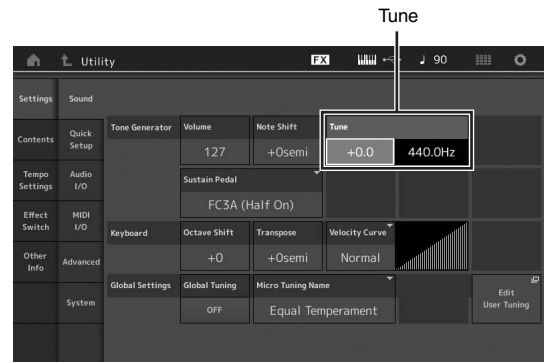 Tune
Utility FX 90
Settings Sound
Tone Generator Volume Note Shift Tune
127 +0semi +0.0 440.0Hz
Contents Quick Setup
Tempo Settings Audio I/O
Sustain Pedal
FC3A (Half On)
Effect Switch MIDI I/O
Keyboard Octave Shift Transpose Velocity Curve
+0 +0semi Normal
Other Info Advanced
Global Settings Global Tuning Micro Tuning Name
OFF Equal Temperament
Edit User Tuning
System